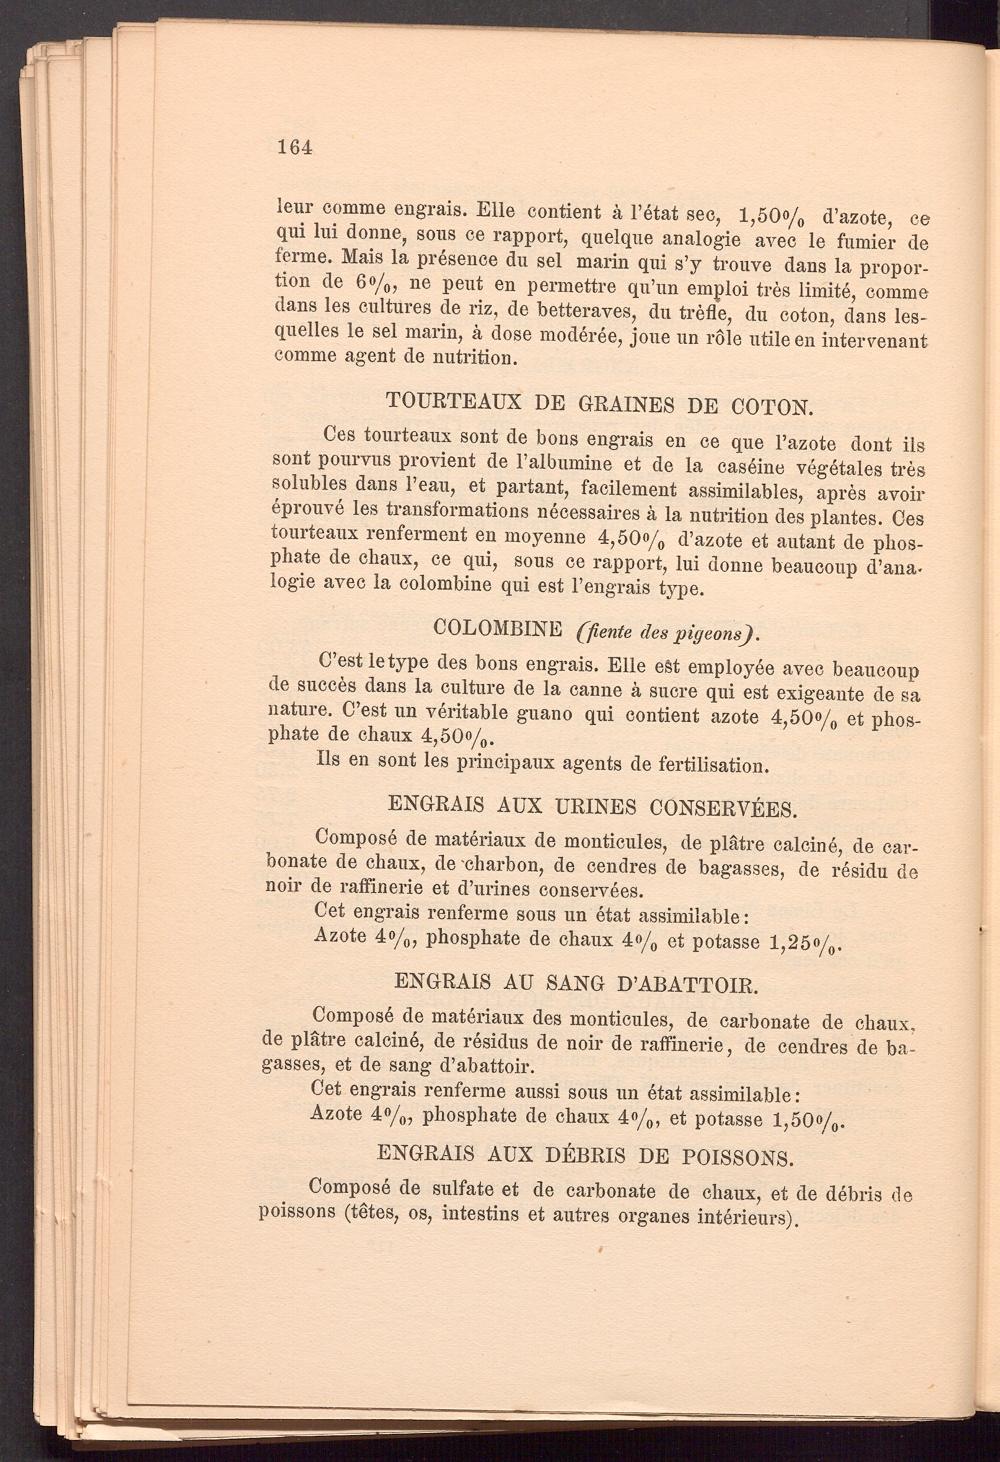 164
leur comme engrais. Elle contient à l'état sec, 1,50% d'azote, ce
qui lui donne, sous ce rapport, quelque analogie avec le fumier de
ferme. Mais la présence du sel marin qui s'y trouve dans la propor-
tion de 6%, ne peut en permettre qu'un emploi très limité, comme
dans les cultures de riz, de betteraves, du trèfle, du coton, dans les-
quelles le sel marin, à dose modérée, joue un rôle utile en intervenant
comme agent de nutrition.
TOURTEAUX DE GRAINES DE COTON.
Ces tourteaux sont de bons engrais en ce que l'azote dont ils
sont pourvus provient de l'albumine et de la caséine végétales très
solubles dans l'eau, et partant, facilement assimilables, après avoir
éprouvé les transformations nécessaires à la nutrition des plantes. Ces
tourteaux renferment en moyenne 4,50% d'azote et autant de phos-
phate de chaux, ce qui, sous ce rapport, lui donne beaucoup d'ana-
logie avec la colombine qui est l'engrais type.
COLOMBINE (fiente des pigeons).
C'est le type des bons engrais. Elle est employée avec beaucoup
de succès dans la culture de la canne à sucre qui est exigeante de sa
nature. C'est un véritable guano qui contient azote 4,50% et phos-
phate de chaux 4,50%.
Ils en sont les principaux agents de fertilisation.
ENGRAIS AUX URINES CONSERVÉES.
Composé de matériaux de monticules, de plâtre calciné, de car-
bonate de chaux, de charbon, de cendres de bagasses, de résidu de
noir de raffinerie et d'urines conservées.
Cet engrais renferme sous un état assimilable:
Azote 4%, phosphate de chaux 4% et potasse 1,25%.
ENGRAIS AU SANG D'ABATTOIR.
Composé de matériaux des monticules, de carbonate de chaux,
de plâtre calciné, de résidus de noir de raffinerie, de cendres de ba-
gasses, et de sang d'abattoir.
Cet engrais renferme aussi sous un état assimilable:
Azote 4%, phosphate de chaux 4%, et potasse 1,50%.
ENGRAIS AUX DÉBRIS DE POISSONS.
Composé de sulfate et de carbonate de chaux, et de débris de
poissons (têtes, os, intestins et autres organes intérieurs).